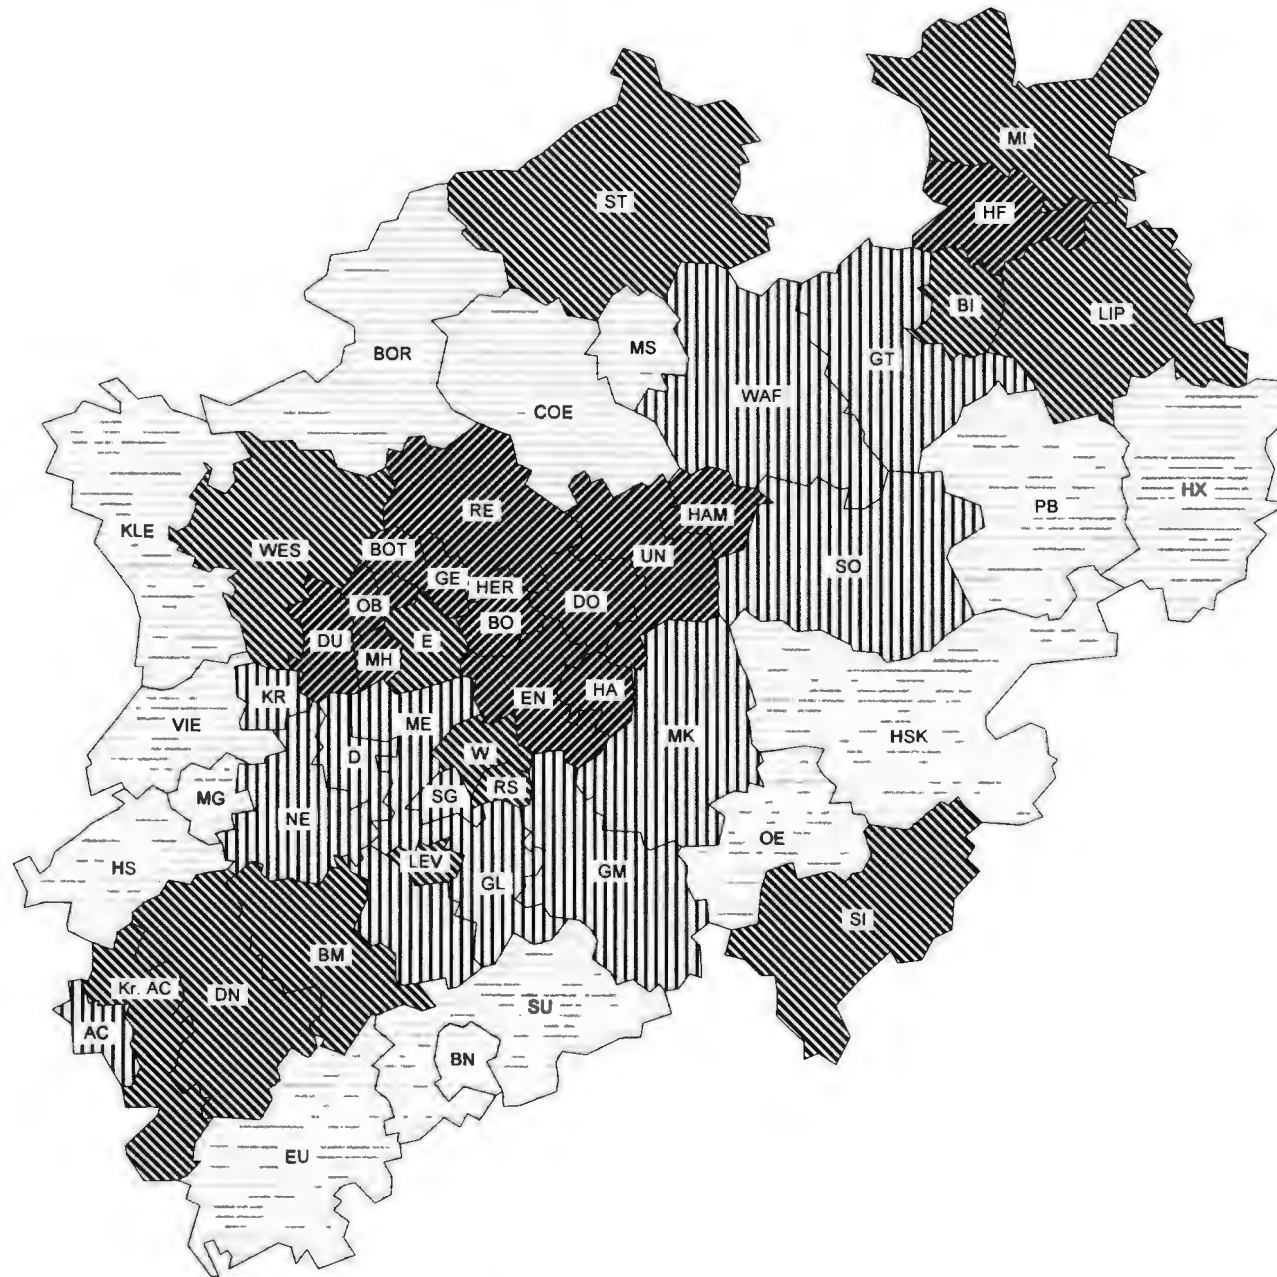 MI
ST
HF
BI
LIP
MS
BOR
GT
WAF
COE
HX
PB
RE
HAM
KLE
WES
BOT
UN
GE
HER
SO
OB
DO
BO
DU
E
MH
KR
EN
HA
VIE
ME
MK
HSK
D
W
RS
MG
SG
NE
OE
HS
LEV
GL
GM
SI
BM
Kr. AC
DN
SU
AC
BN
EU